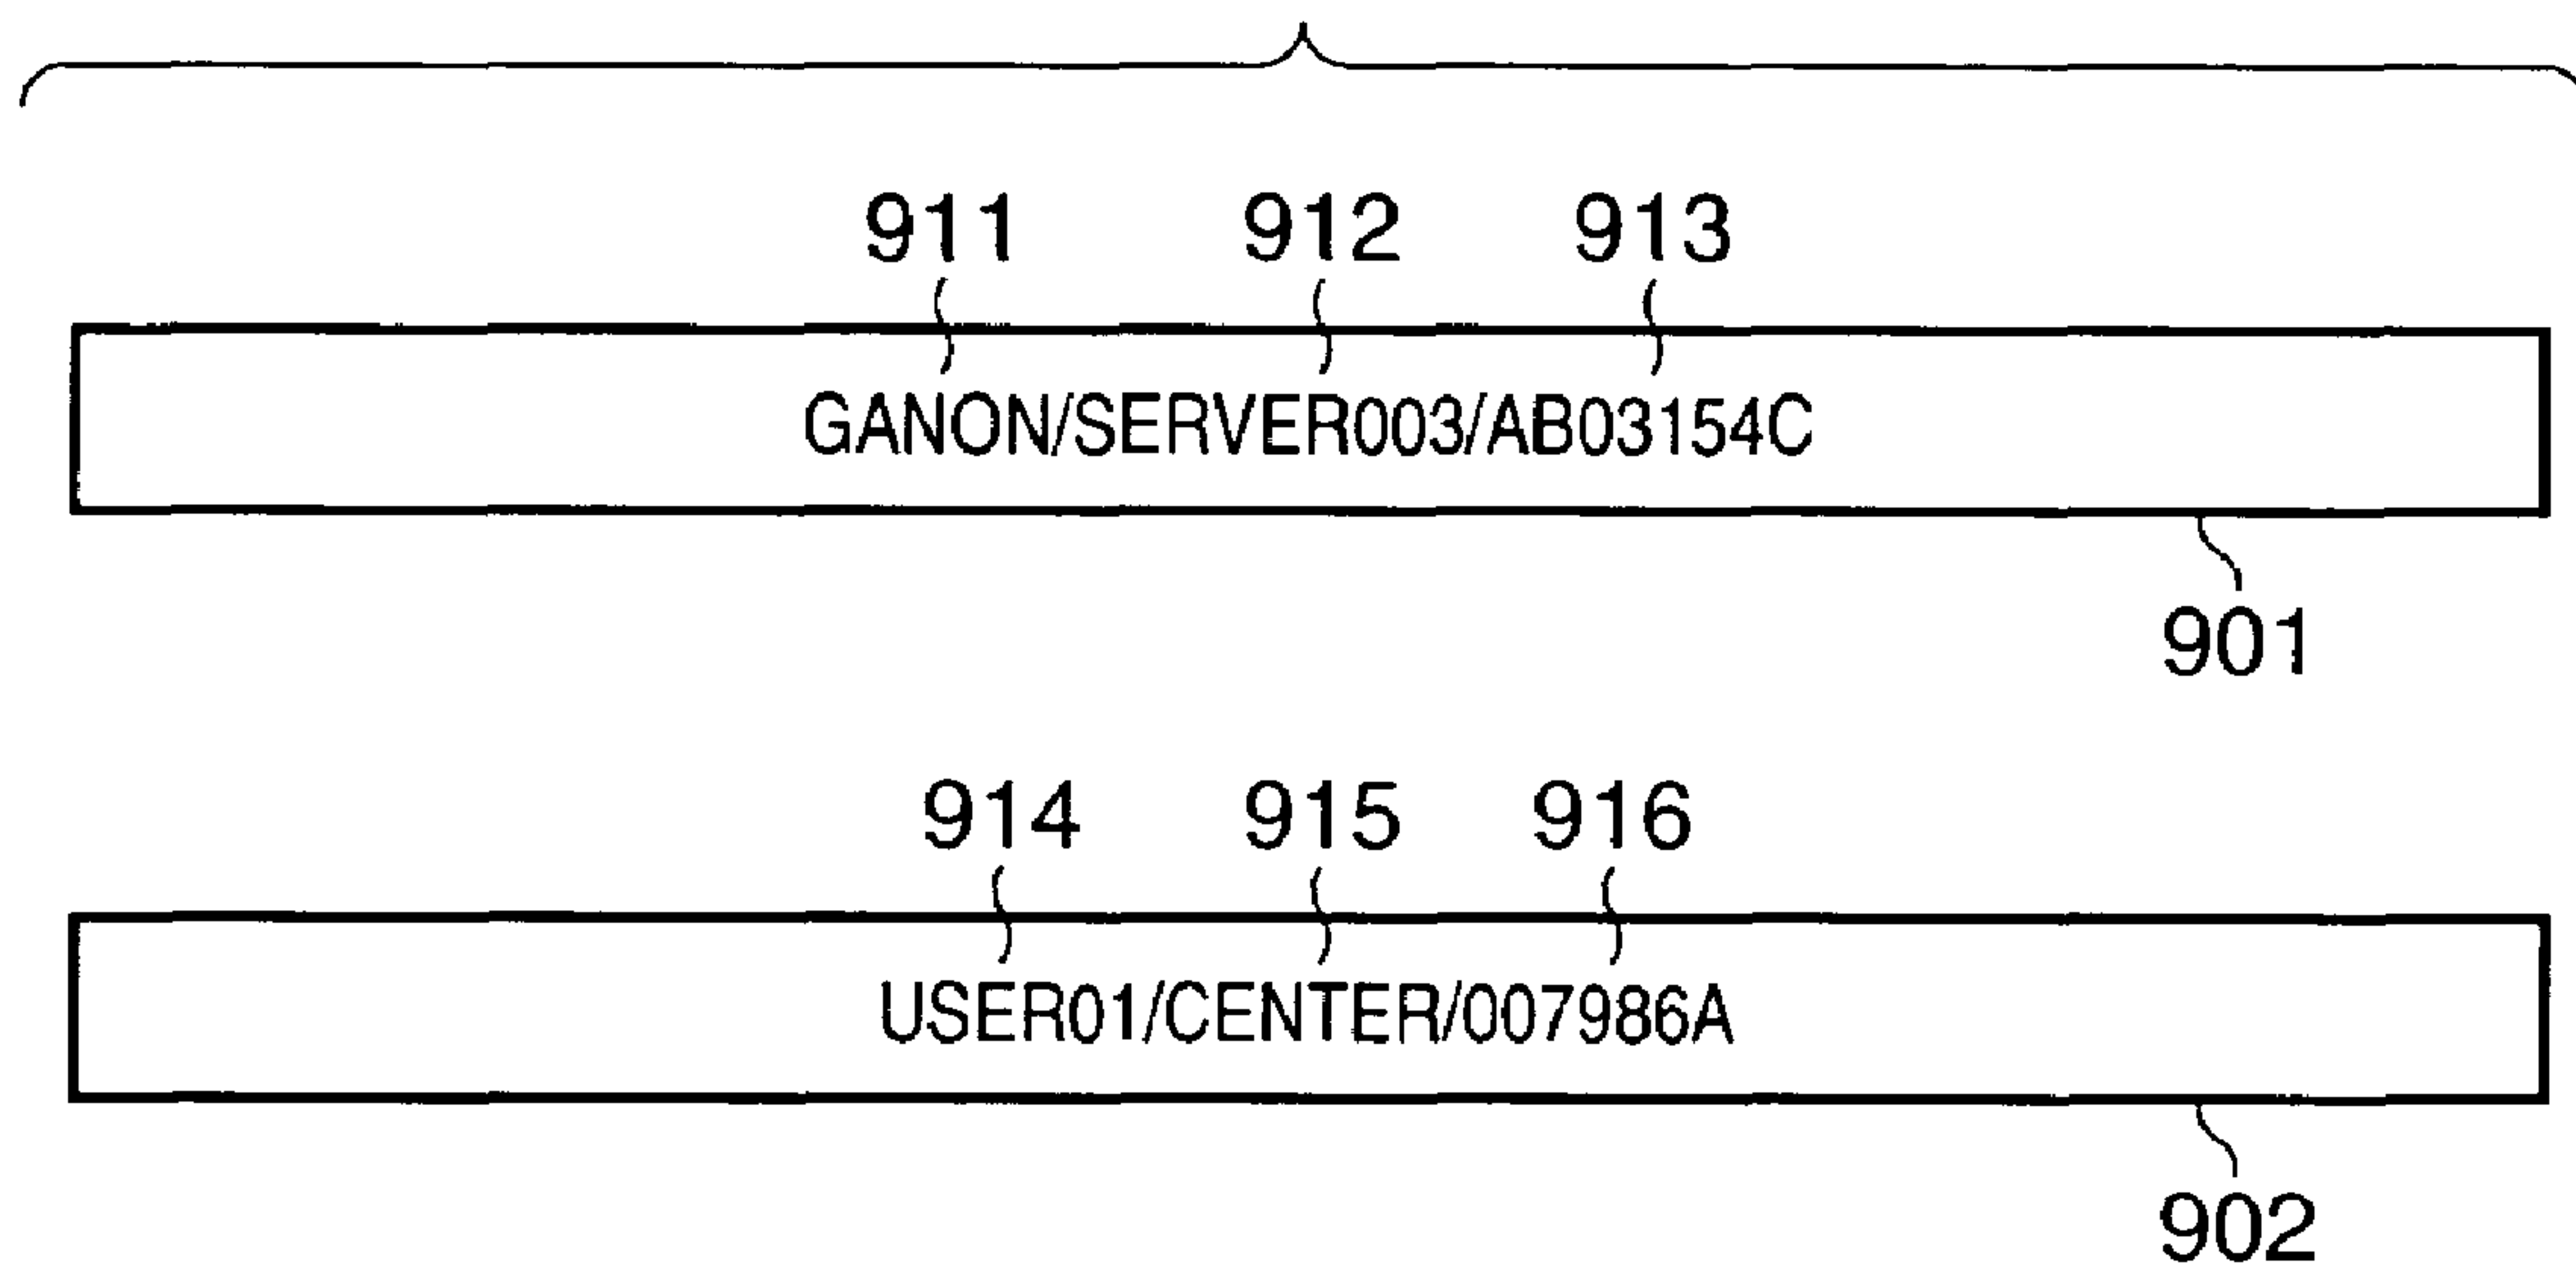 911 912 913
GANON/SERVER003/AB03154C
901
914 915 916
USER01/CENTER/007986A
902